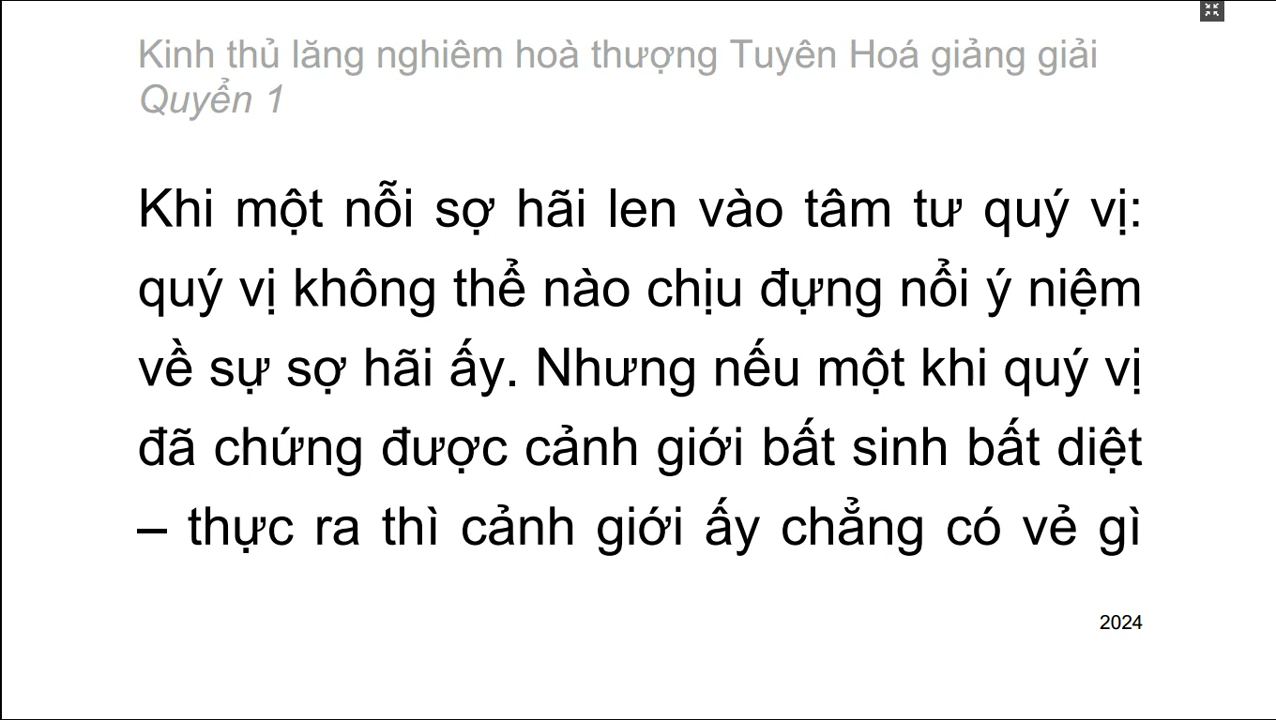 Kinh thủ lăng nghiêm hoà thượng Tuyên Hoá giảng giải
Quyển 1
Khi một nỗi sợ hãi len vào tâm tư quý vị:
quý vị không thể nào chịu đựng nổi ý niệm
về sự sợ hãi ấy. Nhưng nếu một khi quý vị
đã chứng được cảnh giới bất sinh bất diệt
– thực ra thì cảnh giới ấy chẳng có vẻ gì
2024